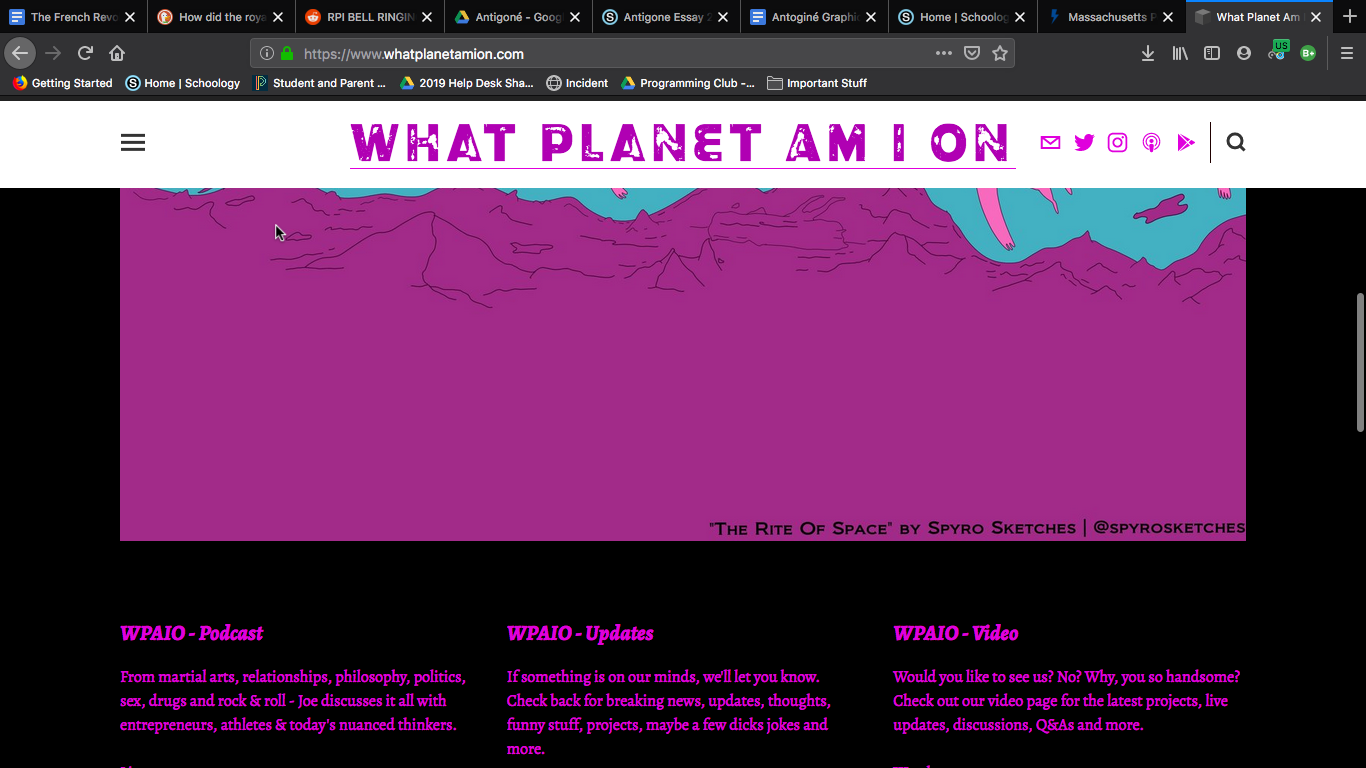 The French Revo
How did the roya
RPI BELL RINGIN
Antigoné - Goog
Antigone Essay 2
Antoginé Graphi
Home | Schoolog
Massachusetts P
What Planet Am I
https://www.whatplanetamion.com
US
B+
Getting Started
Home | Schoology
Student and Parent ...
2019 Help Desk Sha...
Incident
Programming Club -...
Important Stuff
WHAT PLANET AM I ON
"The Rite Of Space" by Spyro Sketches | @spyrosketches
WPAIO - Podcast
From martial arts, relationships, philosophy, politics,
sex, drugs and rock & roll - Joe discusses it all with
entrepreneurs, athletes & today's nuanced thinkers.
WPAIO - Updates
If something is on our minds, we'll let you know.
Check back for breaking news, updates, thoughts,
funny stuff, projects, maybe a few dicks jokes and
more.
WPAIO - Video
Would you like to see us? No? Why, you so handsome?
Check out our video page for the latest projects, live
updates, discussions, Q&As and more.